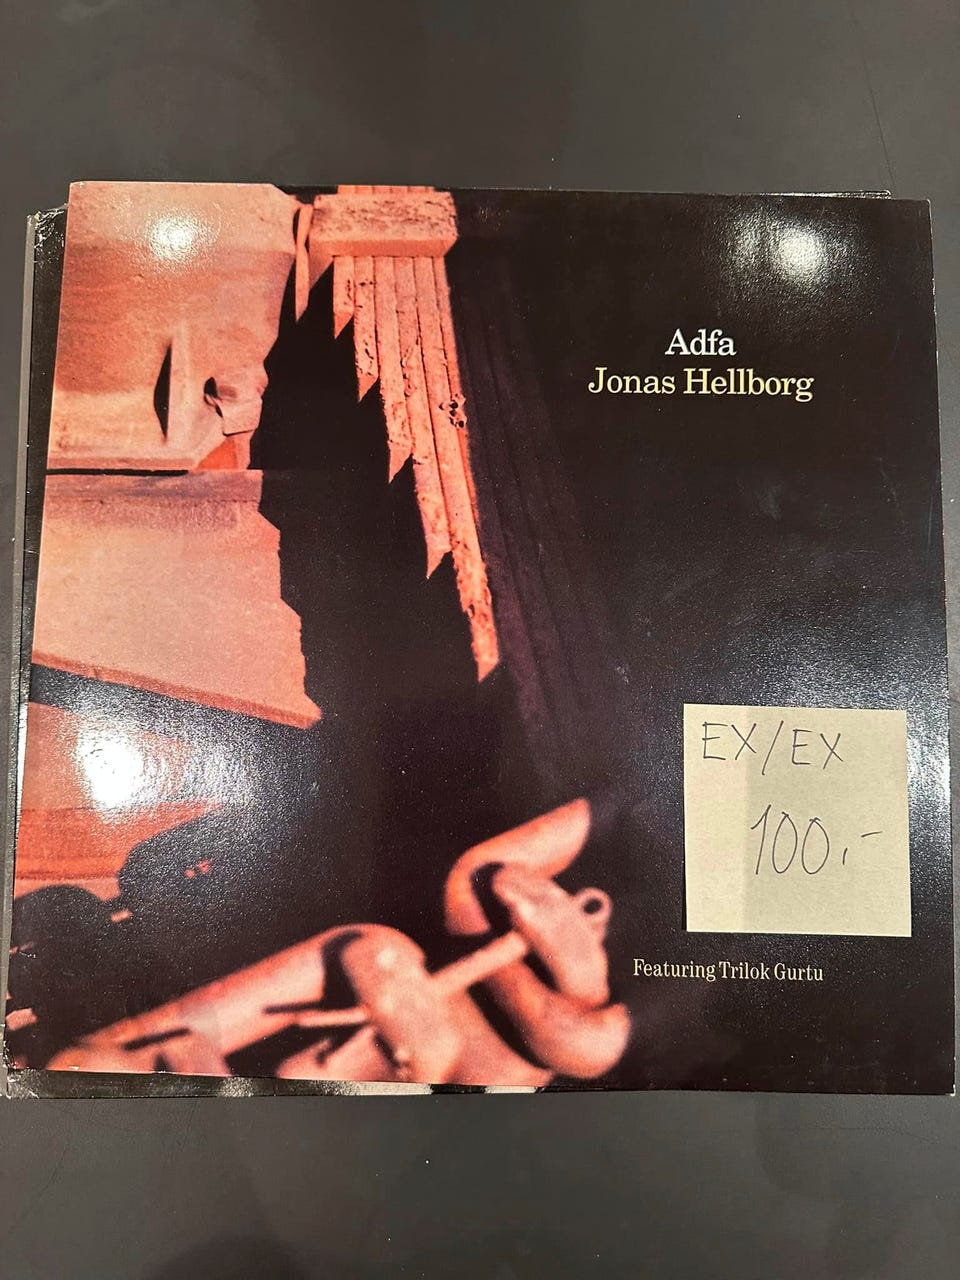 Adfa
Jonas Hellborg
EX/EX
100,-
Featuring Trilok Gurtu